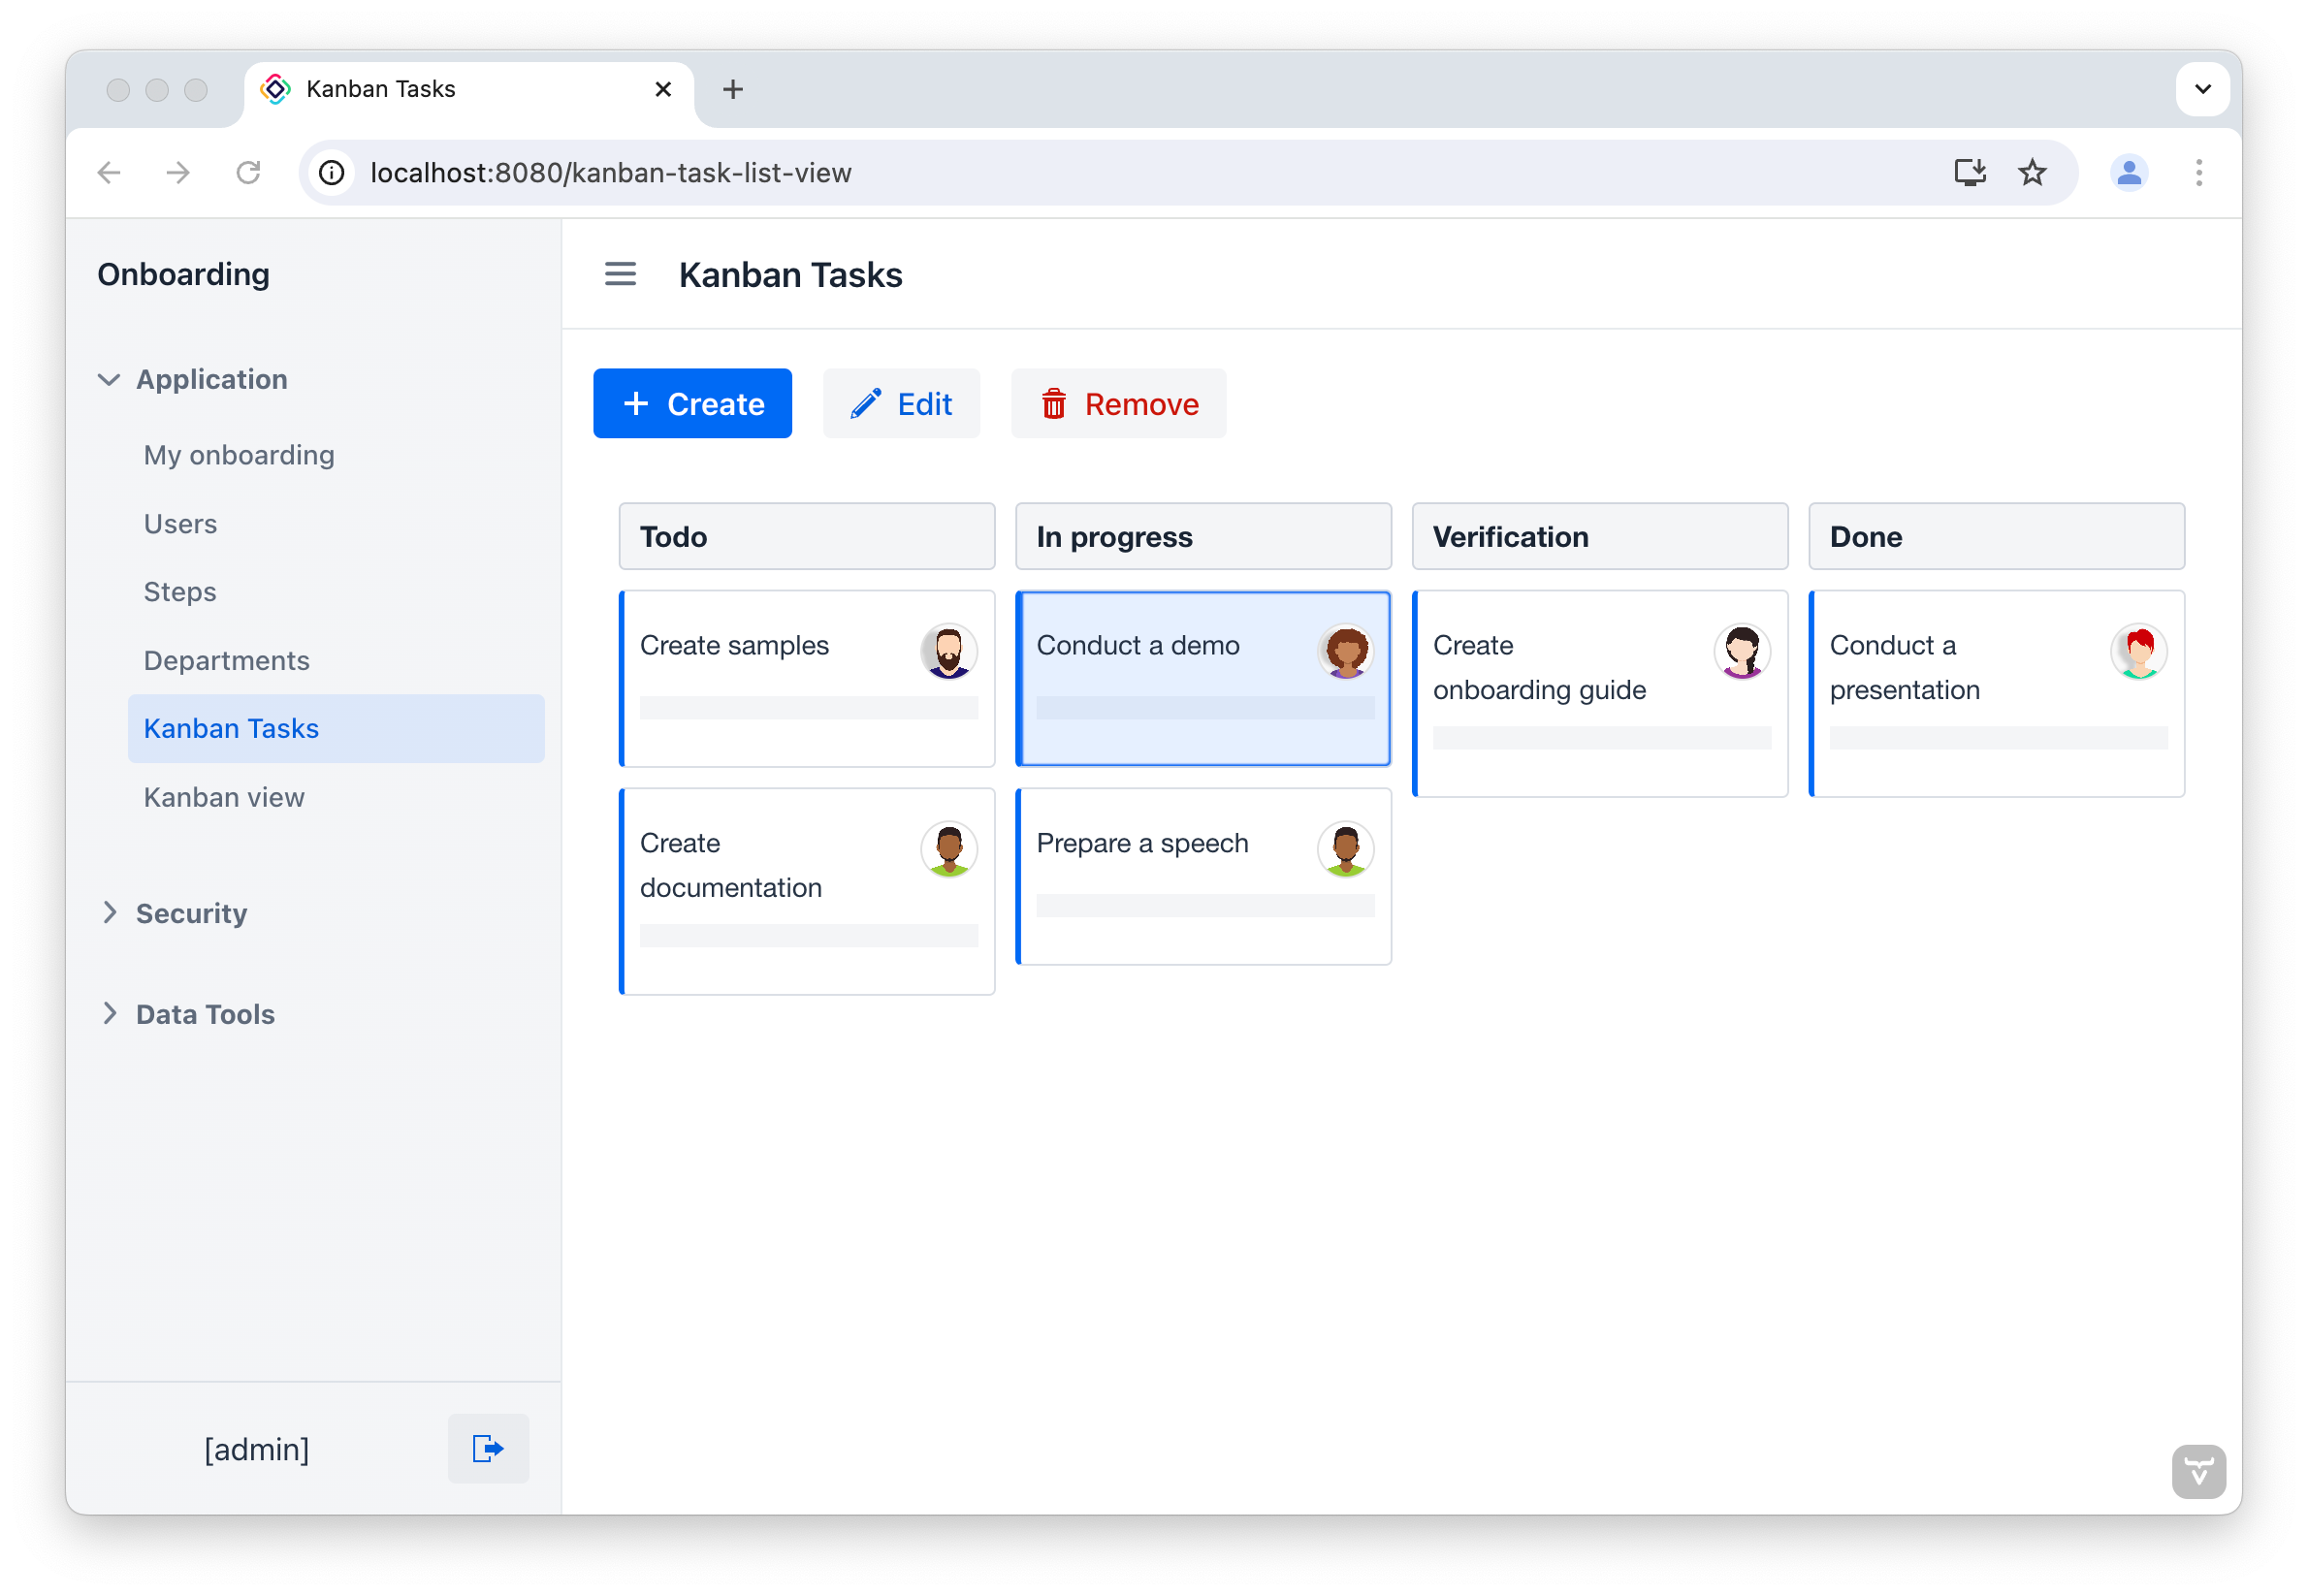 Kanban Tasks
localhost:8080/kanban-task-list-view
Onboarding
Application
My onboarding
Users
Steps
Departments
Kanban Tasks
Kanban view
Security
Data Tools
[admin]
Kanban Tasks
Create
Edit
Remove
Todo
In progress
Verification
Done
Create samples
Conduct a demo
Create
onboarding guide
Conduct a
presentation
Create
documentation
Prepare a speech